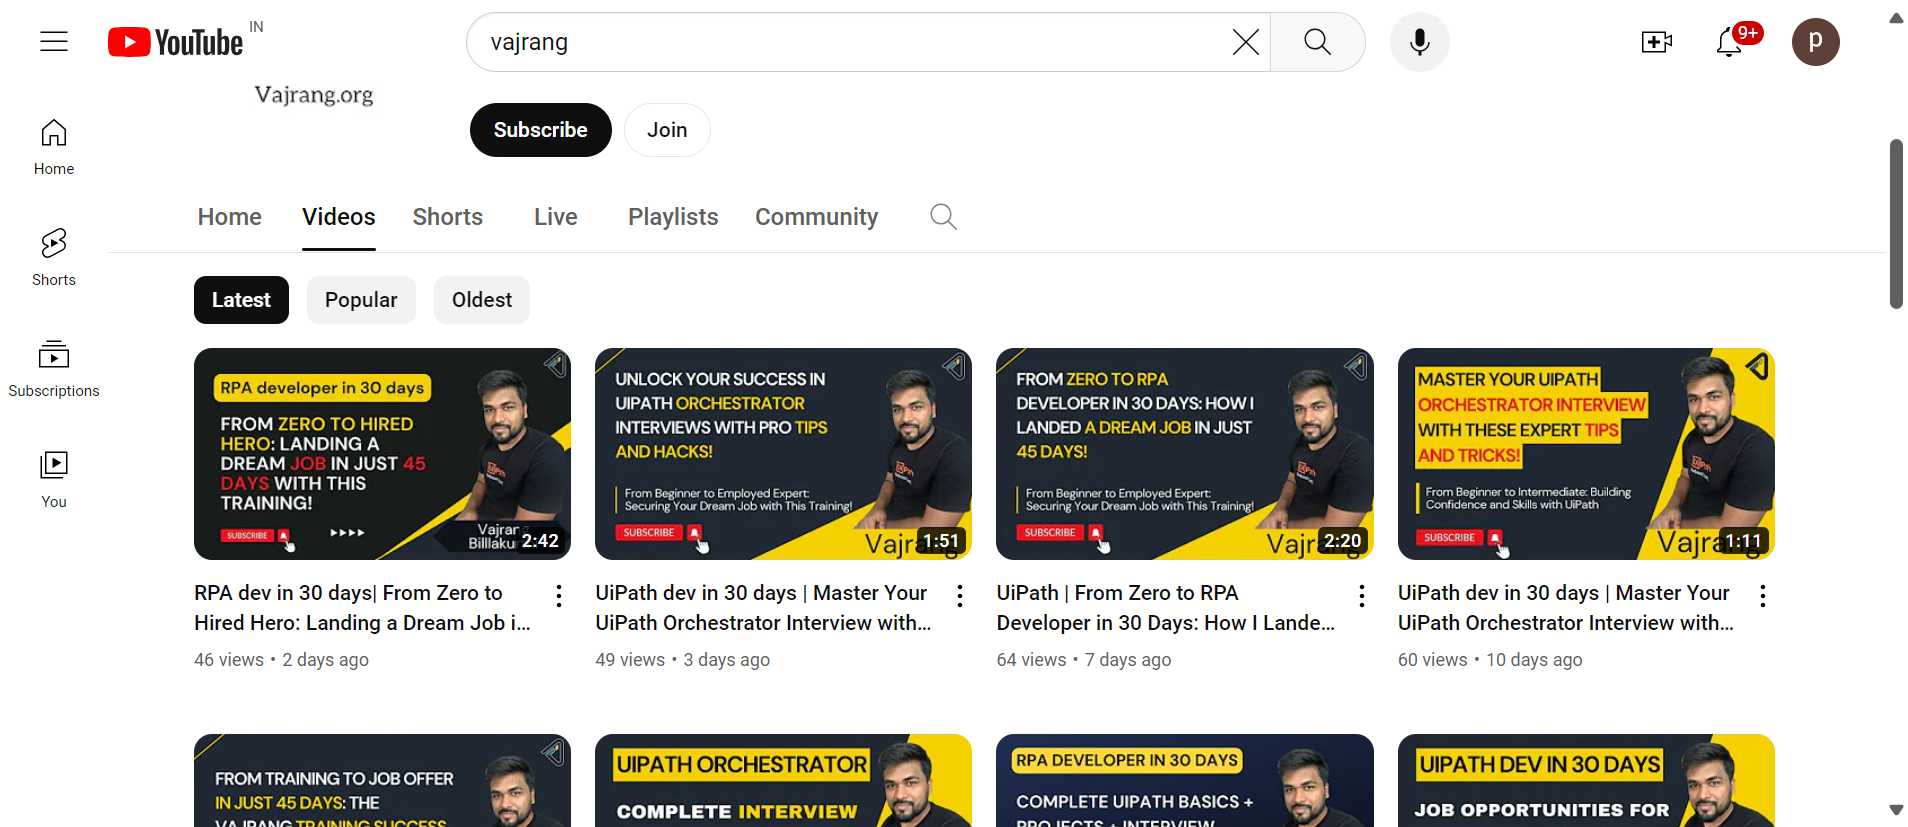 YouTube IN
vajrang
9+
p
Vajrang.org
Subscribe Join
Home
Shorts
Subscriptions
You
Home Videos Shorts Live Playlists Community
Latest Popular Oldest
RPA developer in 30 days
FROM ZERO TO HIRED
HERO: LANDING A
DREAM JOB IN JUST 45
DAYS WITH THIS
TRAINING!
SUBSCRIBE
2:42
RPA dev in 30 days| From Zero to
Hired Hero: Landing a Dream Job i...
46 views • 2 days ago
UNLOCK YOUR SUCCESS IN
UIPATH ORCHESTRATOR
INTERVIEWS WITH PRO TIPS
AND HACKS!
From Beginner to Employed Expert:
Securing Your Dream Job with This Training!
SUBSCRIBE
Vajrang
1:51
UiPath dev in 30 days | Master Your
UiPath Orchestrator Interview with...
49 views • 3 days ago
FROM ZERO TO RPA
DEVELOPER IN 30 DAYS: HOW I
LANDED A DREAM JOB IN JUST
45 DAYS!
From Beginner to Employed Expert:
Securing Your Dream Job with This Training!
SUBSCRIBE
Vajrang
2:20
UiPath | From Zero to RPA
Developer in 30 Days: How I Lande...
64 views • 7 days ago
MASTER YOUR UIPATH
ORCHESTRATOR INTERVIEW
WITH THESE EXPERT TIPS
AND TRICKS!
From Beginner to Intermediate: Building
Confidence and Skills with UiPath
SUBSCRIBE
Vajrang
1:11
UiPath dev in 30 days | Master Your
UiPath Orchestrator Interview with...
60 views • 10 days ago
FROM TRAINING TO JOB OFFER
IN JUST 45 DAYS: THE
VAJRANG TRAINING SUCCESS
UIPATH ORCHESTRATOR
COMPLETE INTERVIEW
RPA DEVELOPER IN 30 DAYS
COMPLETE UIPATH BASICS +
PROJECTS + INTERVIEW
UIPATH DEV IN 30 DAYS
JOB OPPORTUNITIES FOR